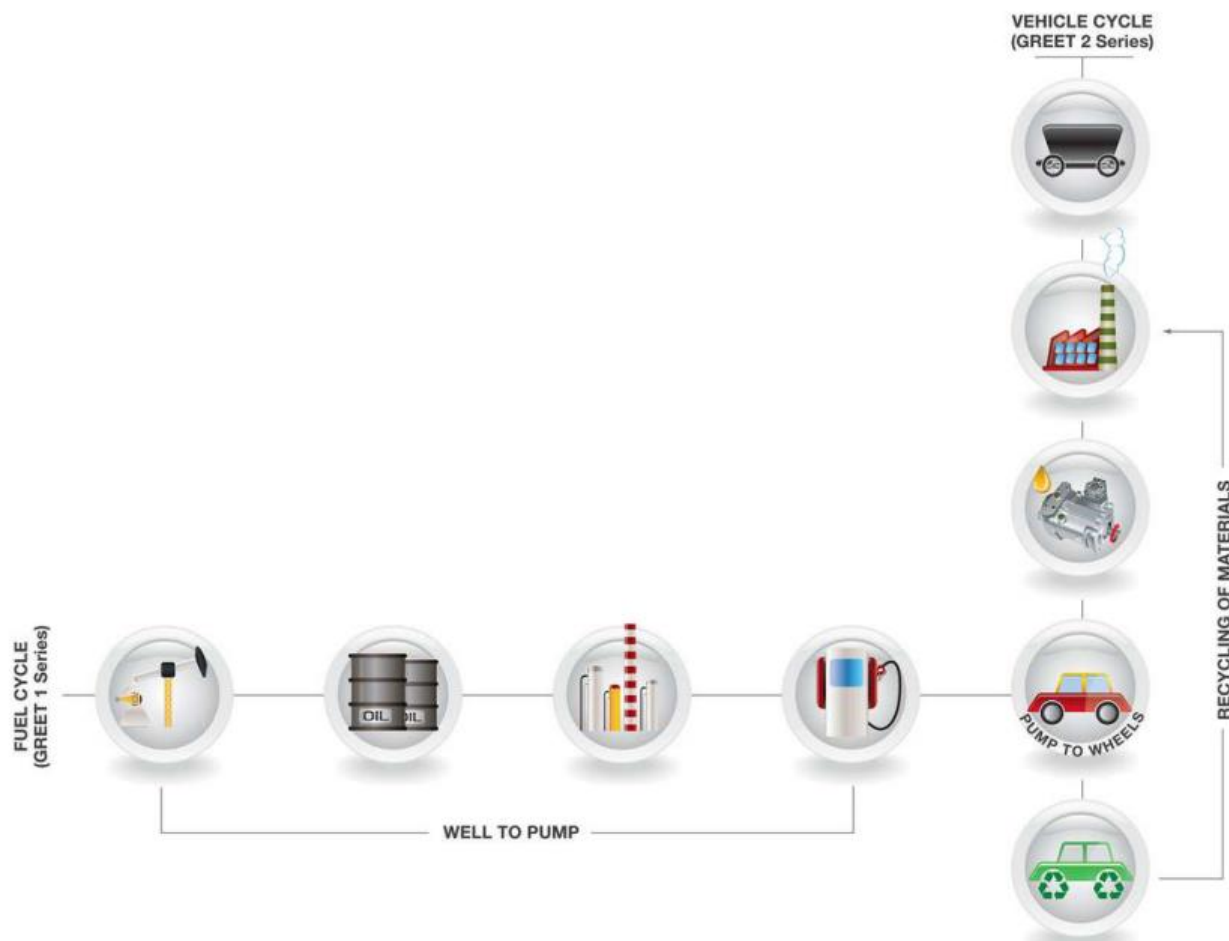 VEHICLE CYCLE
(GREET 2 Series)
RECYCLING OF MATERIALS
FUEL CYCLE
(GREET 1 Series)
OIL
OIL
PUMP TO WHEELS
WELL TO PUMP